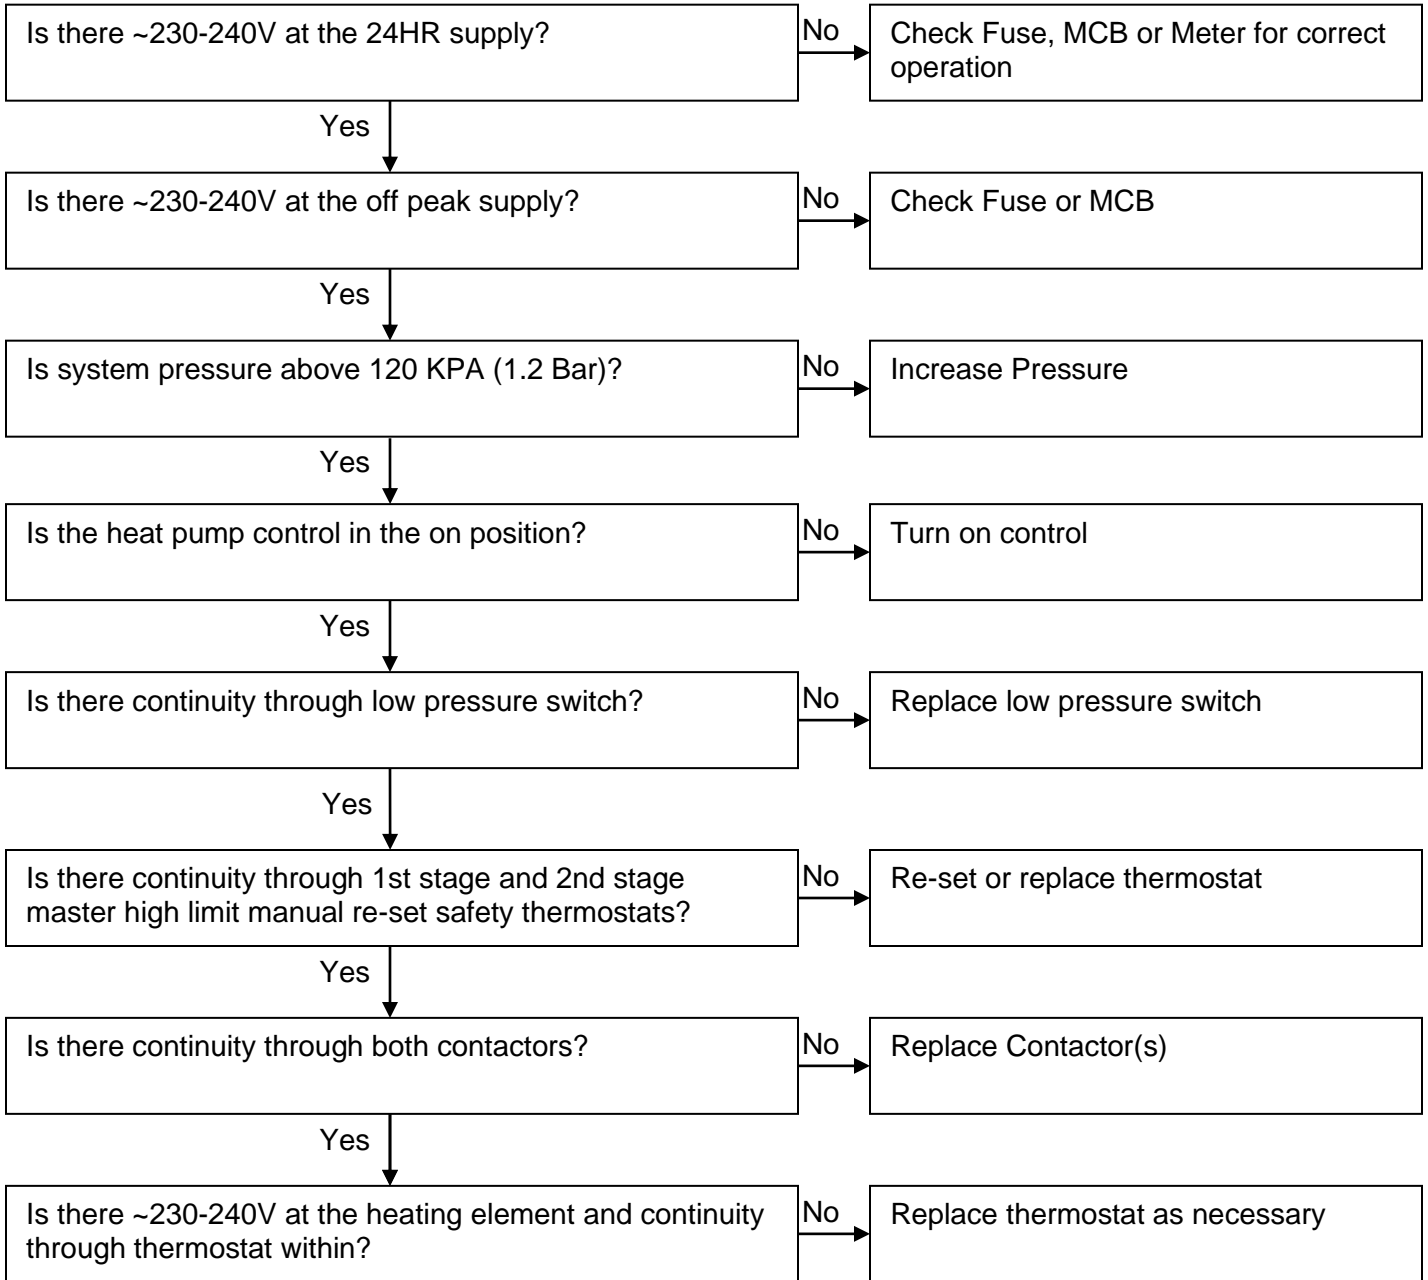 Is there ~230-240V at the 24HR supply?
No
Check Fuse, MCB or Meter for correct
operation
Yes
Is there ~230-240V at the off peak supply?
No
Check Fuse or MCB
Yes
Is system pressure above 120 KPA (1.2 Bar)?
No
Increase Pressure
Yes
Is the heat pump control in the on position?
No
Turn on control
Yes
Is there continuity through low pressure switch?
No
Replace low pressure switch
Yes
Is there continuity through 1st stage and 2nd stage
master high limit manual re-set safety thermostats?
No
Re-set or replace thermostat
Yes
Is there continuity through both contactors?
No
Replace Contactor(s)
Yes
Is there ~230-240V at the heating element and continuity
through thermostat within?
No
Replace thermostat as necessary